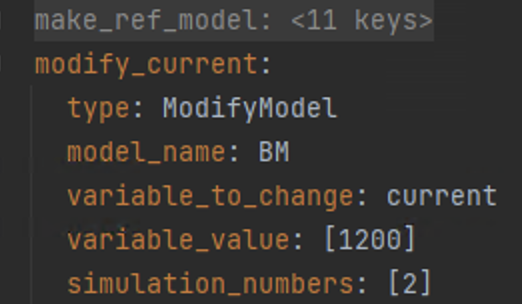 make_ref_model: <11 keys>
modify_current:
type: ModifyModel
model_name: BM
variable_to_change: current
variable_value: [1200]
simulation_numbers: [2]